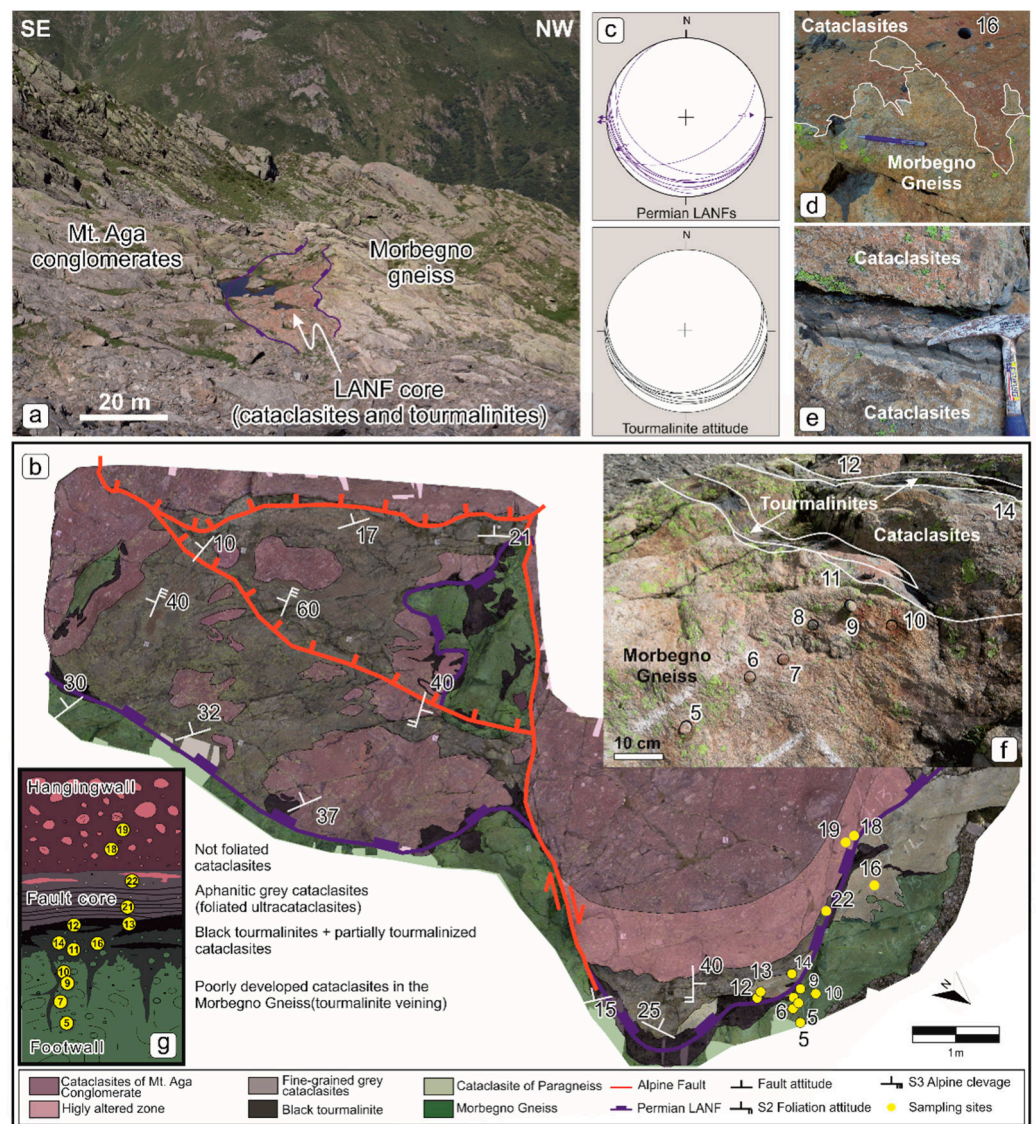 SE
NW
Mt. Aga
conglomerates
Morbegno
gneiss
LANF core
(cataclasites and tourmalinites)
20 m
a
c
N
Permian LANFs
N
Tourmalinite attitude
Cataclasites
16
Morbegno
Gneiss
d
Cataclasites
Cataclasites
e
b
10
17
21
40
60
40
30
32
37
15
25
40
19
18
16
22
14
13
12
9
10
6
5
5
N
1m
12
Tourmalinites
14
Cataclasites
11
8
9
10
Morbegno
Gneiss
6
7
5
10 cm
f
Hangingwall
19
18
22
Fault core
21
12
13
14
11
16
10
9
7
5
Footwall
g
Not foliated
cataclasites
Aphanitic grey cataclasites
(foliated ultracataclasites)
Black tourmalinites + partially tourmalinized
cataclasites
Poorly developed cataclasites in the
Morbegno Gneiss(tourmalinite veining)
Cataclasites of Mt. Aga
Conglomerate
Higly altered zone
Fine-grained grey
cataclasites
Black tourmalinite
Cataclasite of Paragneiss
Morbegno Gneiss
Alpine Fault
Permian LANF
Fault attitude
S2 Foliation attitude
S3 Alpine cleavage
Sampling sites